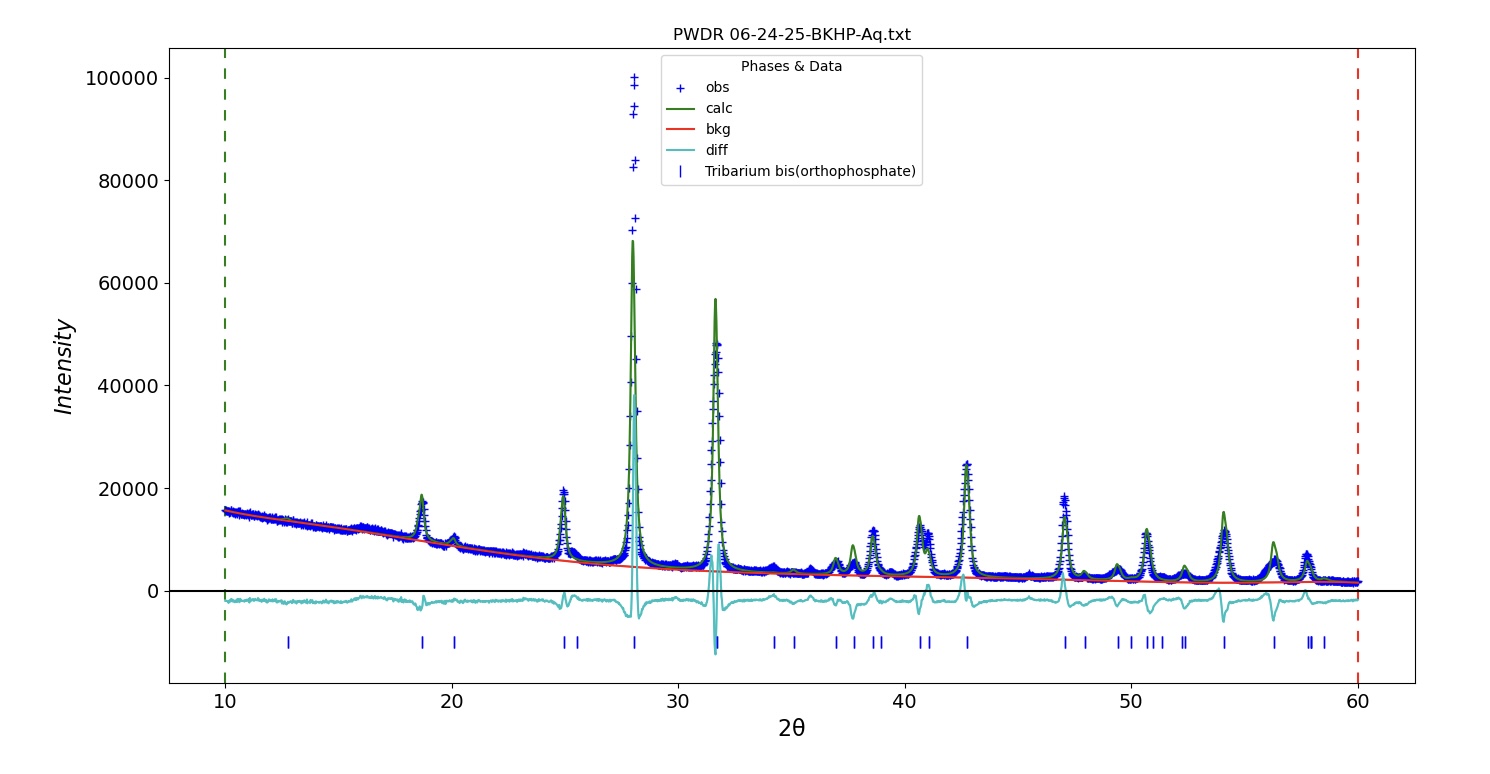 PWDR 06-24-25-BKHP-Aq.txt
Phases & Data
obs
calc
bkg
diff
Tribarium bis(orthophosphate)
Intensity
100000
80000
60000
40000
20000
0
10
20
30
40
50
60
2θ